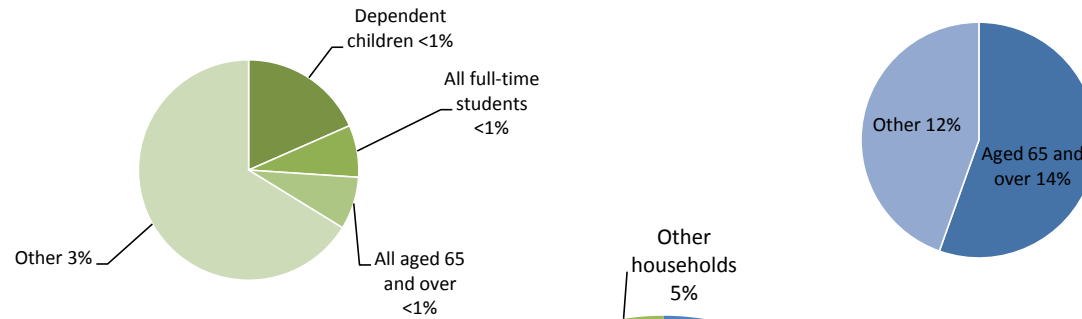 Dependent
children <1%
All full-time
students
<1%
Other 3%
All aged 65
and over
<1%
Other
households
5%
Other 12%
Aged 65 and
over 14%